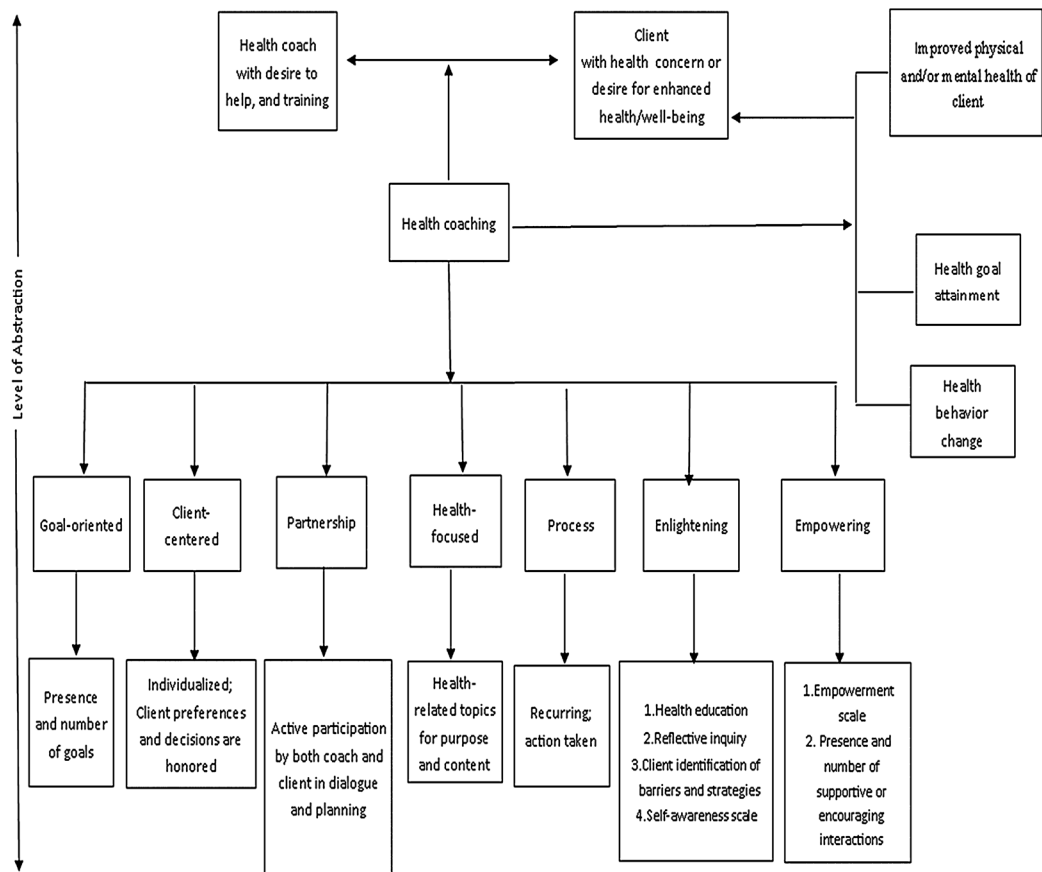 Health coach
with desire to
help, and training
Client
with health concern or
desire for enhanced
health/well-being
Improved physical
and/or mental health of
client
Health coaching
Health goal
attainment
Health
behavior
change
Level of Abstraction
Goal-oriented
Client-
centered
Partnership
Health-
focused
Process
Enlightening
Empowering
Presence
and number
of goals
Individualized;
Client preferences
and decisions are
honored
Active participation
by both coach and
client in dialogue
and planning
Health-
related topics
for purpose
and content
Recurring;
action taken
1.Health education
2.Reflective inquiry
3.Client identification of
barriers and strategies
4.Self-awareness scale
1.Empowerment
scale
2. Presence and
number of
supportive or
encouraging
interactions